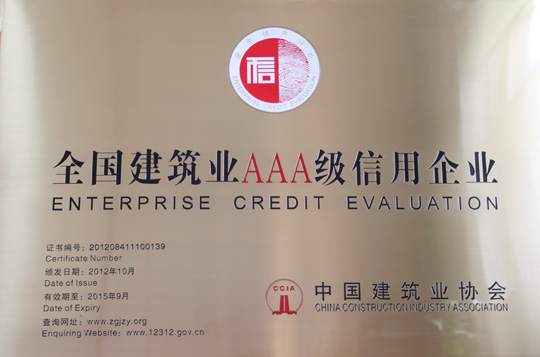 信
ENTERPRISE CREDIT EVALUATION
全国建筑业AAA级信用企业
ENTERPRISE CREDIT EVALUATION
证书编号：201208411100139
Certificate Number
颁发日期：2012年10月
Date of Issue
有效期至：2015年9月
Date of Expiry
查询网址：www.zgjzy.org
Enquiring Website：www.12312.gov.cn
CCIA
中国建筑业协会
CHINA CONSTRUCTION INDUSTRY ASSOCIATION